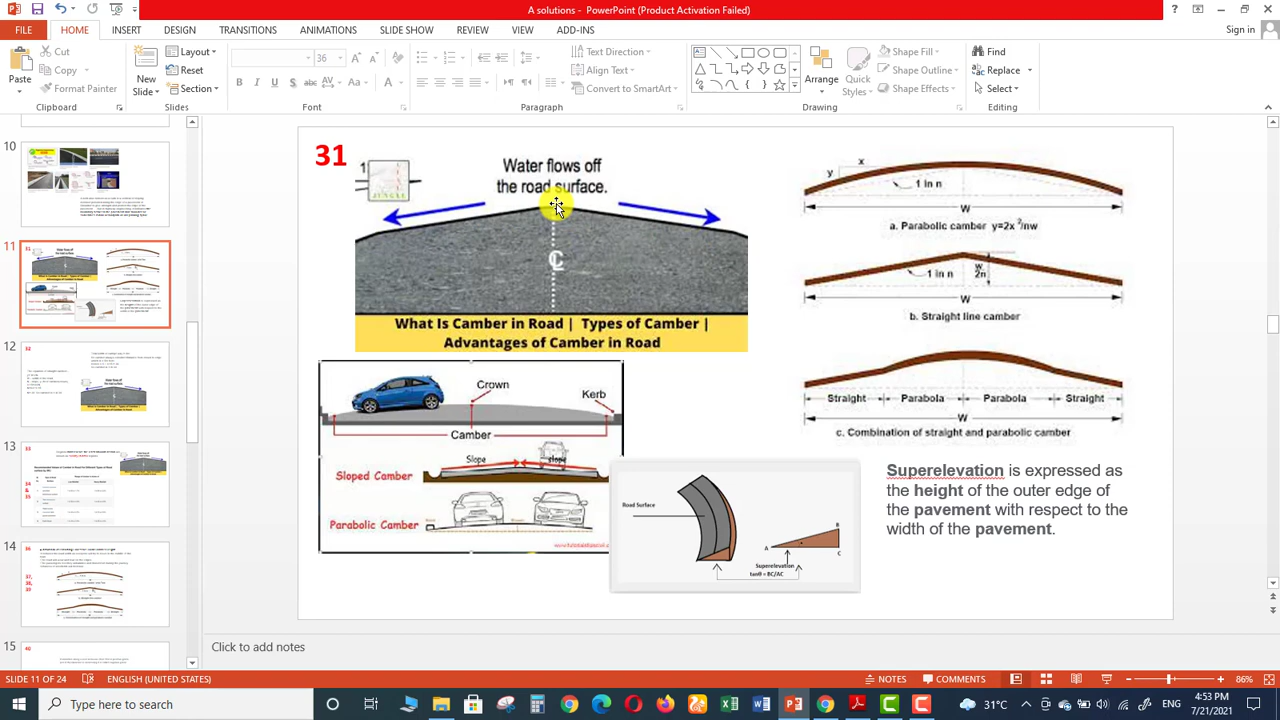 A solutions - PowerPoint (Product Activation Failed)
FILE HOME INSERT DESIGN TRANSITIONS ANIMATIONS SLIDE SHOW REVIEW VIEW ADD-INS
Sign in
Paste
Cut
Copy
Format Painter
Clipboard
New
Slide
Layout
Reset
Section
Slides
36
Font
Paragraph
Text Direction
Align Text
Convert to SmartArt
Arrange
Quick
Styles
Shape Fill
Shape Outline
Shape Effects
Drawing
Find
Replace
Select
Editing
10
11
12
13
14
15
31
Water flows off
the road surface.
What Is Camber in Road | Types of Camber |
Advantages of Camber in Road
Crown
Kerb
Camber
Slope
slope
Sloped Camber
Parabolic Camber
Road Surface
B
C
Superelevation
tanθ = BC/AC
x
y
1 in n
W
a. Parabolic camber y=2x²/nw
1 in n
W
b. Straight line camber
Straight Parabola Parabola Straight
W
c. Combination of straight and parabolic camber
Superelevation is expressed as
the height of the outer edge of
the pavement with respect to the
width of the pavement.
Click to add notes
SLIDE 11 OF 24 ENGLISH (UNITED STATES) NOTES COMMENTS 86%
Type here to search
31°C
ENG
4:53 PM
7/21/2021